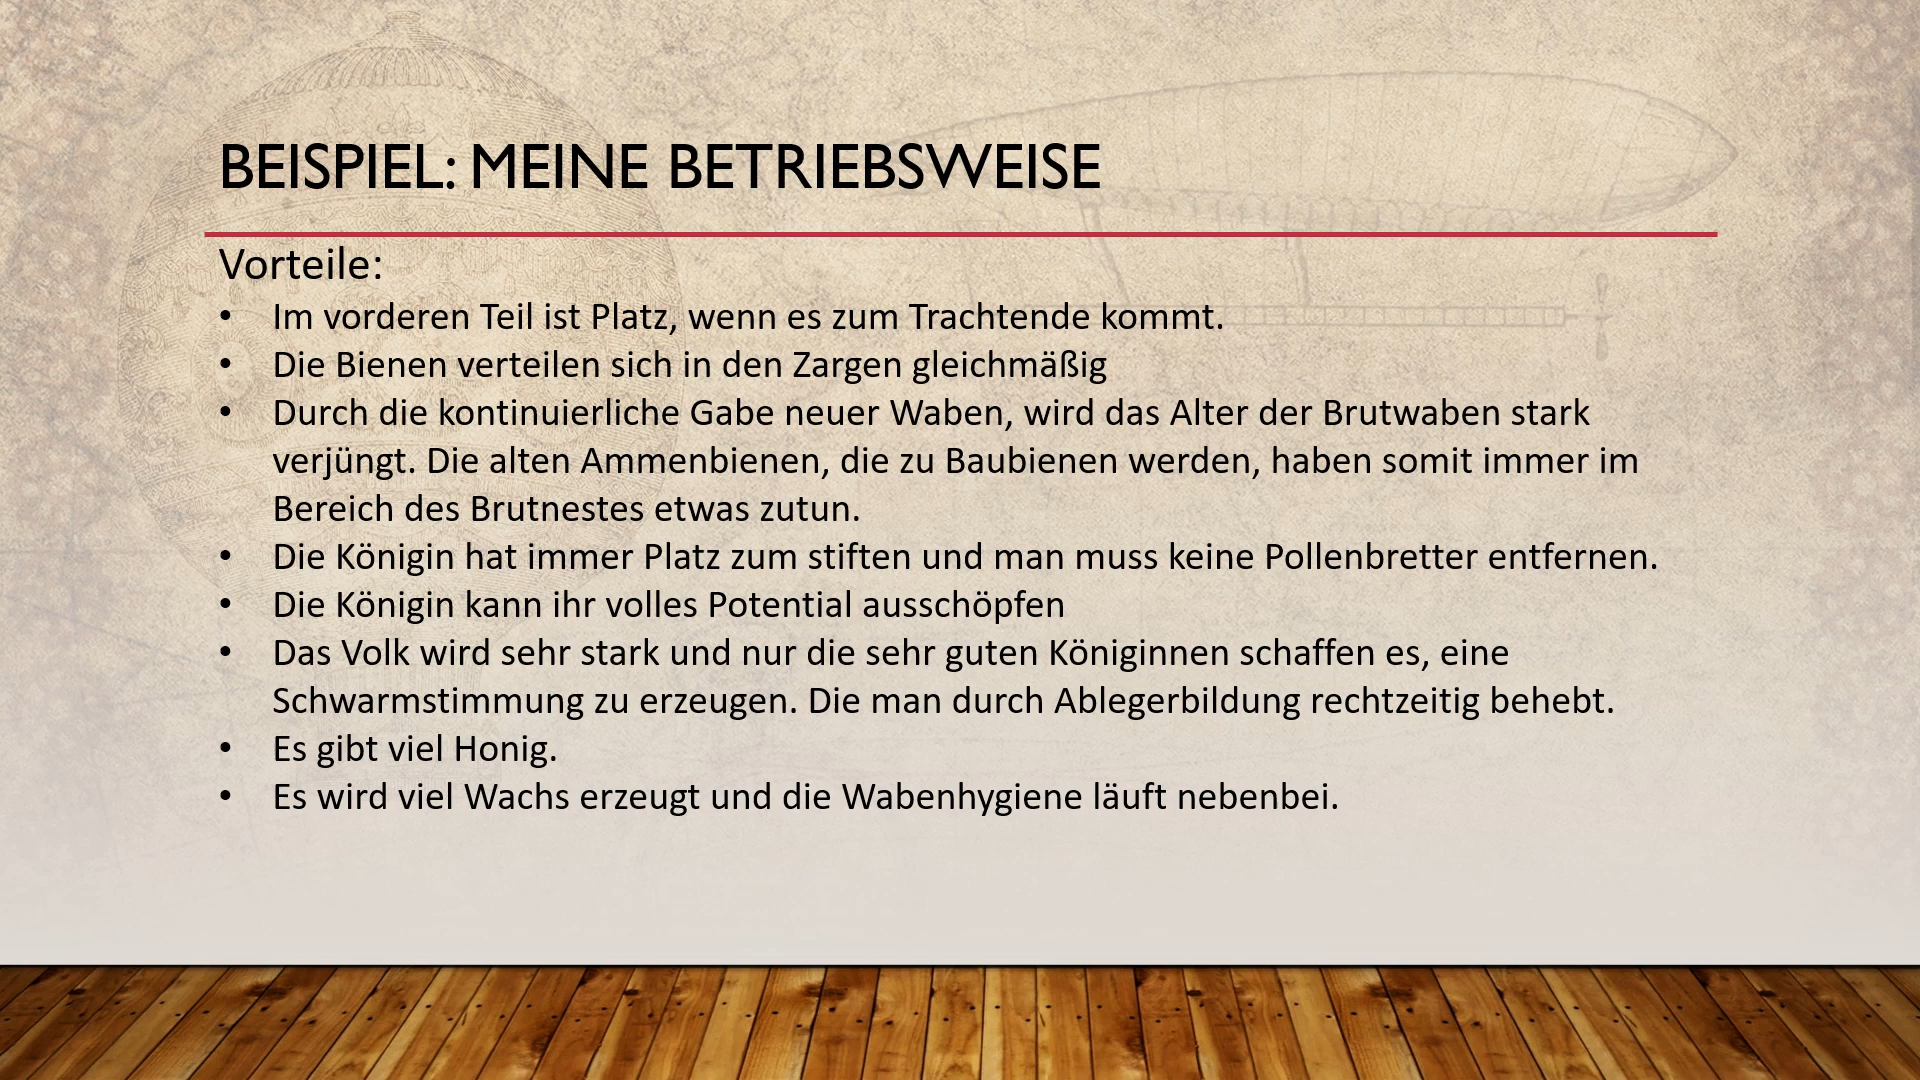 BEISPIEL: MEINE BETRIEBSWEISE
Vorteile:
• Im vorderen Teil ist Platz, wenn es zum Trachtende kommt.
• Die Bienen verteilen sich in den Zargen gleichmäßig
• Durch die kontinuierliche Gabe neuer Waben, wird das Alter der Brutwaben stark
verjüngt. Die alten Ammenbienen, die zu Baubienen werden, haben somit immer im
Bereich des Brutnestes etwas zutun.
• Die Königin hat immer Platz zum stiften und man muss keine Pollenbretter entfernen.
• Die Königin kann ihr volles Potential ausschöpfen
• Das Volk wird sehr stark und nur die sehr guten Königinnen schaffen es, eine
Schwarmstimmung zu erzeugen. Die man durch Ablegerbildung rechtzeitig behebt.
• Es gibt viel Honig.
• Es wird viel Wachs erzeugt und die Wabenhygiene läuft nebenbei.